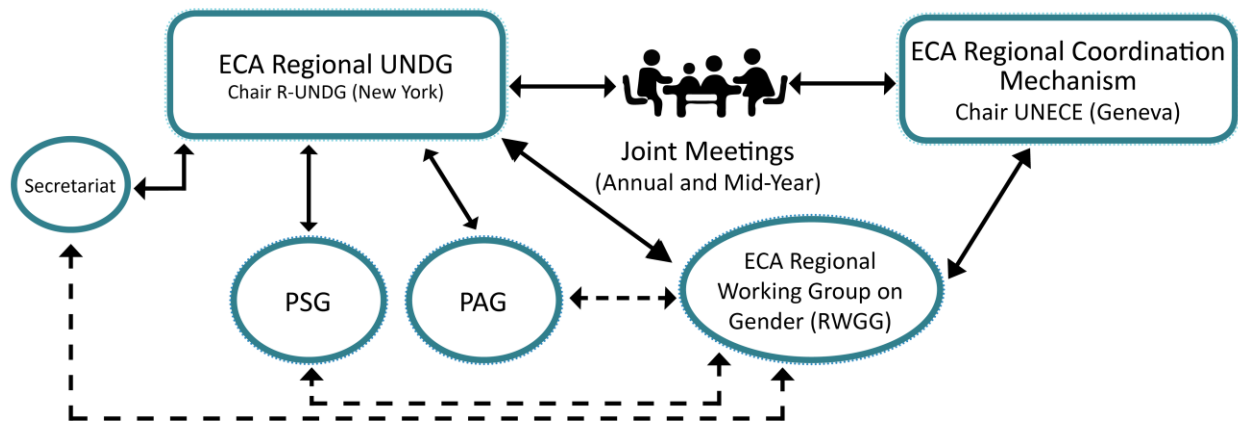 ECA Regional UNDG
Chair R-UNDG (New York)
ECA Regional Coordination
Mechanism
Chair UNECE (Geneva)
Joint Meetings
(Annual and Mid-Year)
Secretariat
PSG
PAG
ECA Regional
Working Group on
Gender (RWGG)